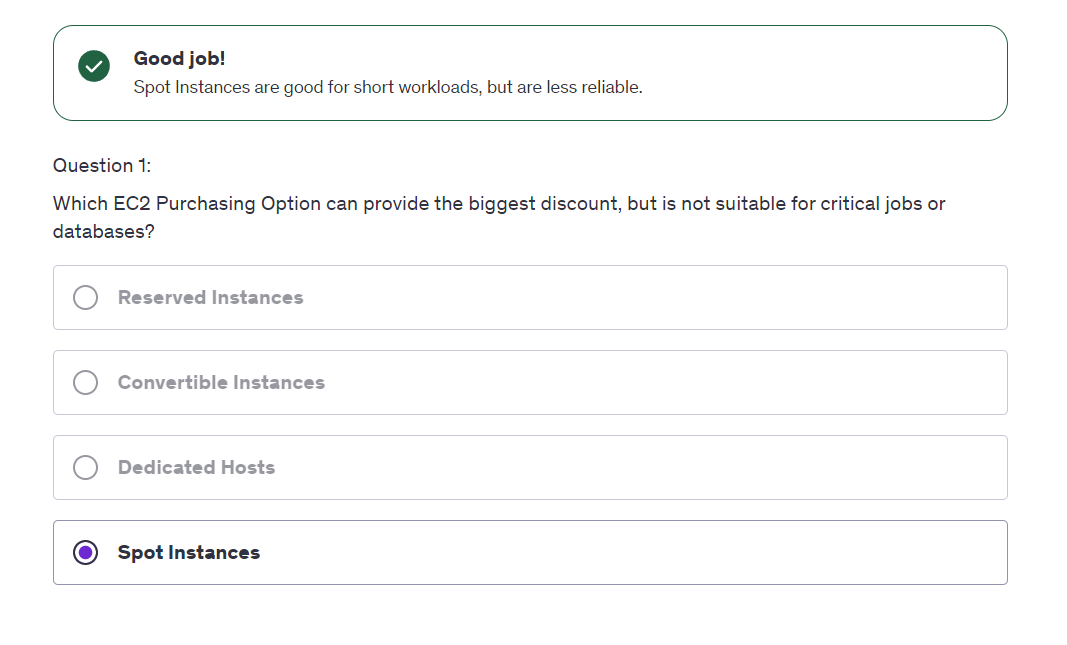 Good job!
Spot Instances are good for short workloads, but are less reliable.
Question 1:
Which EC2 Purchasing Option can provide the biggest discount, but is not suitable for critical jobs or
databases?
Reserved Instances
Convertible Instances
Dedicated Hosts
Spot Instances